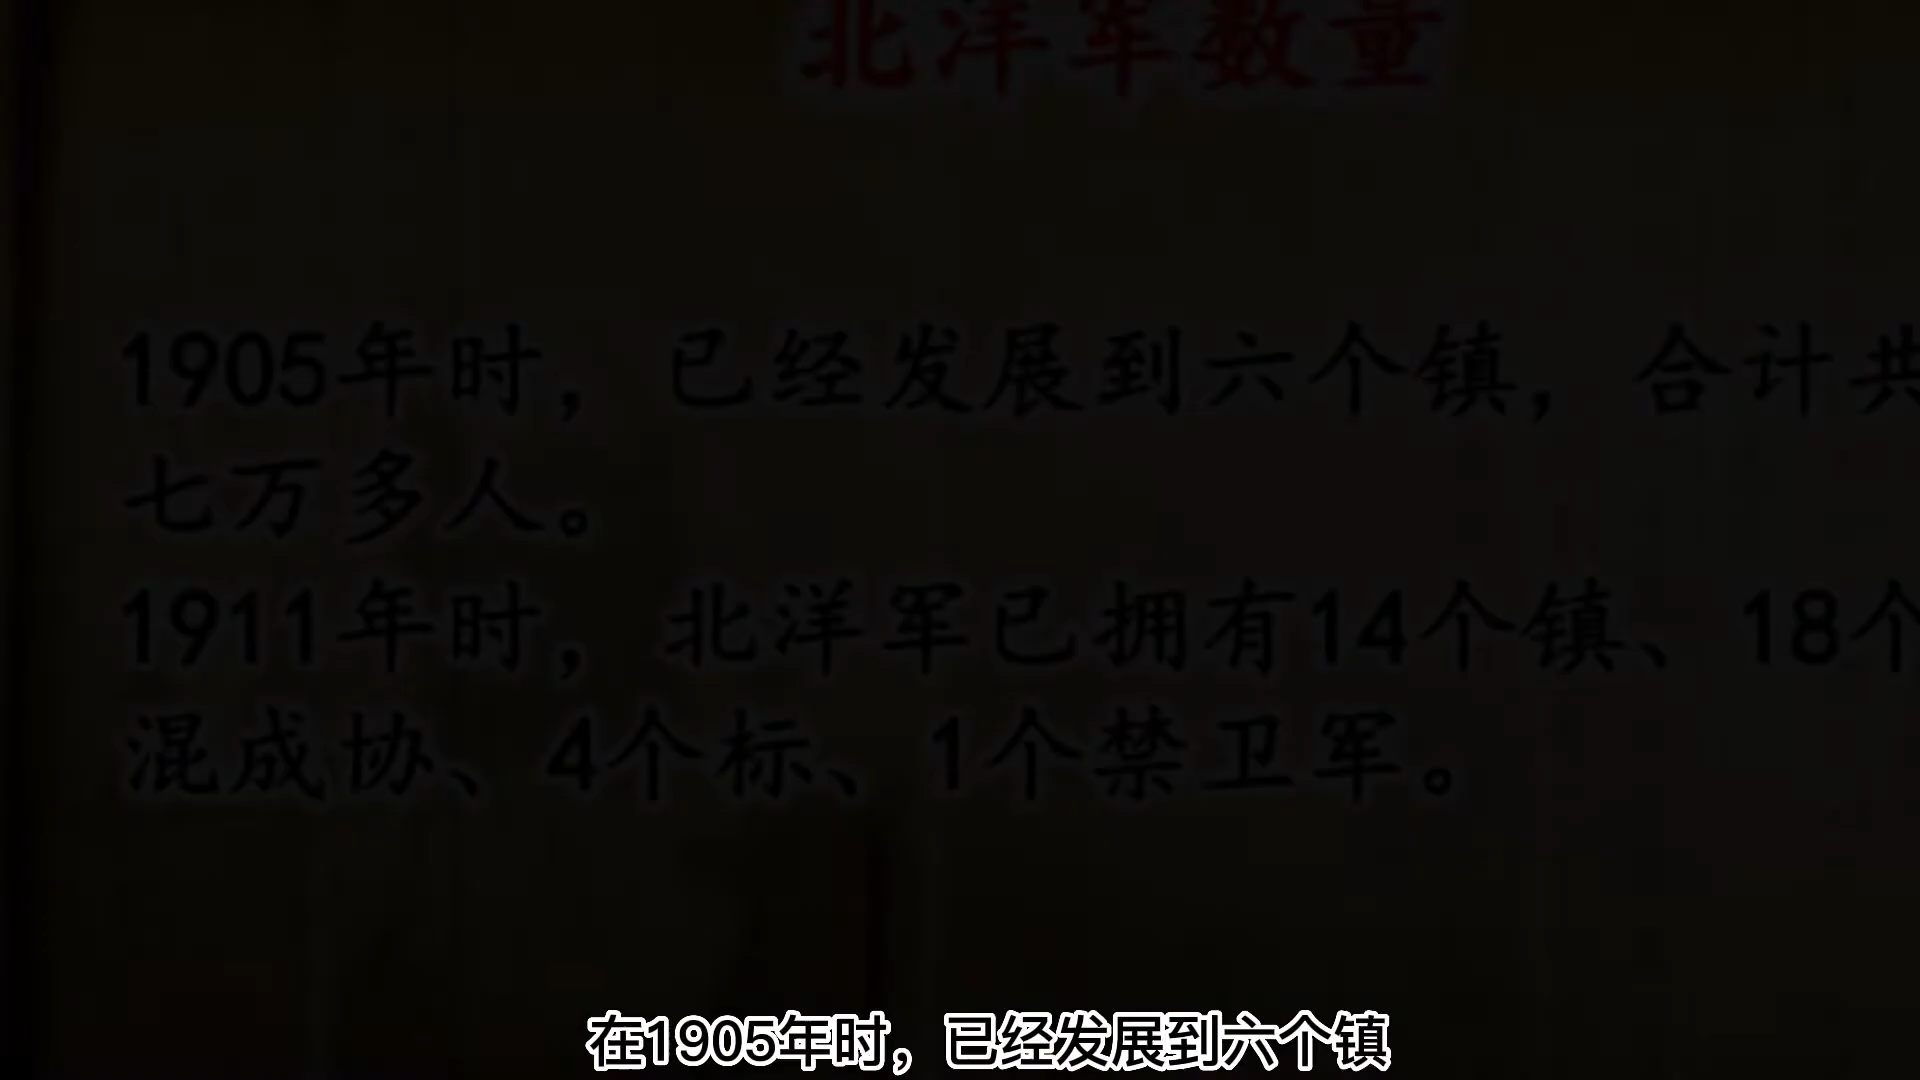 北洋军数量
1905年时，已经发展到六个镇，合计共
七万多人。
1911年时，北洋军已拥有14个镇、18个
混成协、4个标、1个禁卫军。
在1905年时，已经发展到六个镇